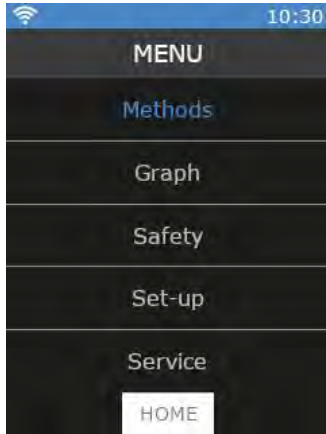 10:30
MENU
Methods
Graph
Safety
Set-up
Service
HOME